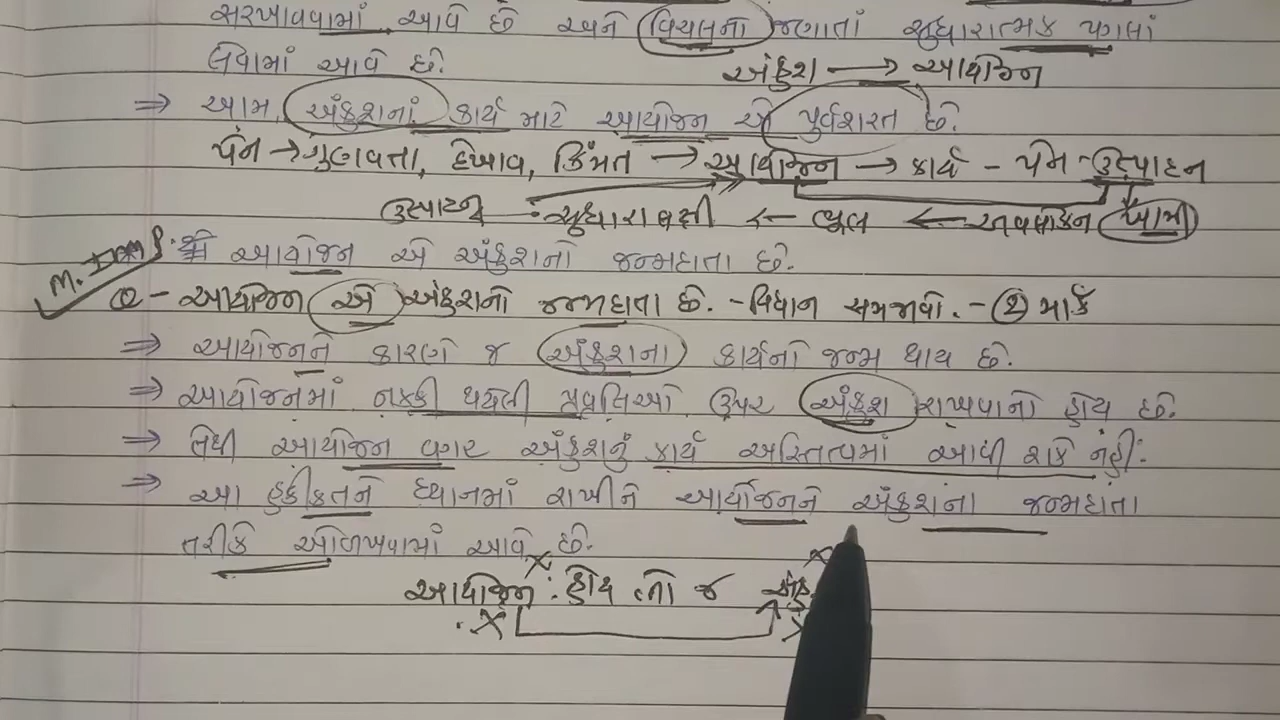 સરખાવવામાં આવે છે અને વિચલનો જણાતાં સુધારાત્મક પગલાં
લેવામાં આવે છે.
અંકુશ → આયોજન
⇒ આમ, અંકુશનાં કાર્ય માટે આયોજન એ પુર્વશરત છે.
પેન → ગુણવત્તા, દેખાવ, કિંમત → આયોજન → કાર્ય - પેન - ઉત્પાદન
ઉત્પાદન સુધારાલક્ષી ← ભૂલ ← અવલોકન ખામી
M. IMP 8. આયોજન એ અંકુશનો જન્મદાતા છે.
Q - આયોજન એ અંકુશનો જન્મદાતા છે. - વિધાન સમજાવો. - 2 માર્ક
⇒ આયોજનને કારણે જ અંકુશના કાર્યનો જન્મ થાય છે.
⇒ આયોજનમાં નક્કી થયેલી પ્રવૃત્તિઓ ઉપર અંકુશ રાખવાનો હોય છે.
⇒ તેથી આયોજન વગર અંકુશનું કાર્ય અસ્તિત્વમાં આવી શકે નહીં.
⇒ આ હકીકતને ધ્યાનમાં રાખીને આયોજનને અંકુશના જન્મદાતા
તરીકે ઓળખવામાં આવે છે.
આયોજન હોય તો જ